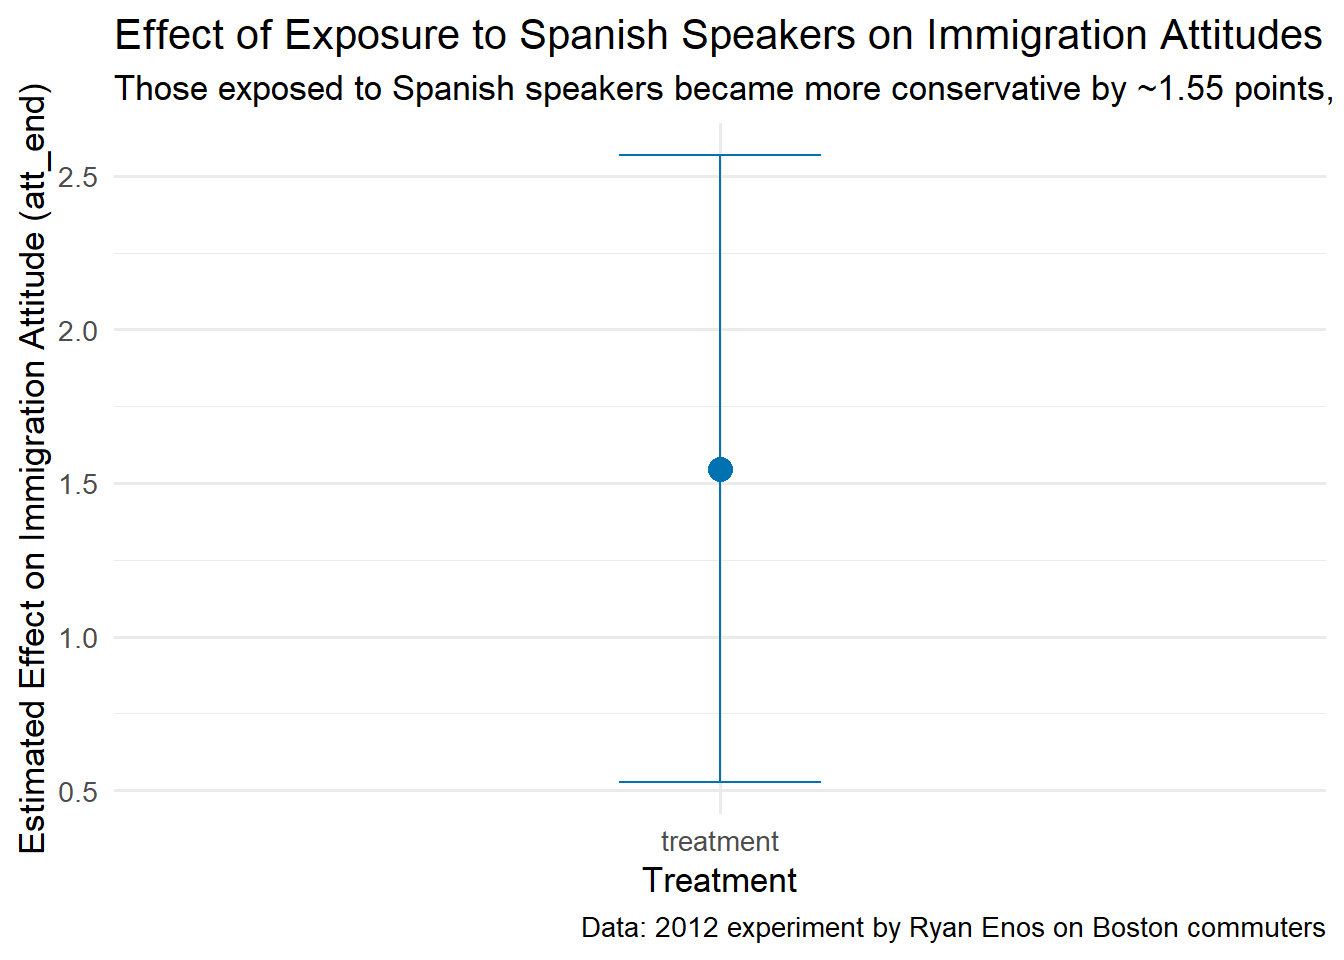 Effect of Exposure to Spanish Speakers on Immigration Attitudes
Those exposed to Spanish speakers became more conservative by ~1.55 points,
Estimated Effect on Immigration Attitude (att_end)
2.5
2.0
1.5
1.0
0.5
treatment
Treatment
Data: 2012 experiment by Ryan Enos on Boston commuters